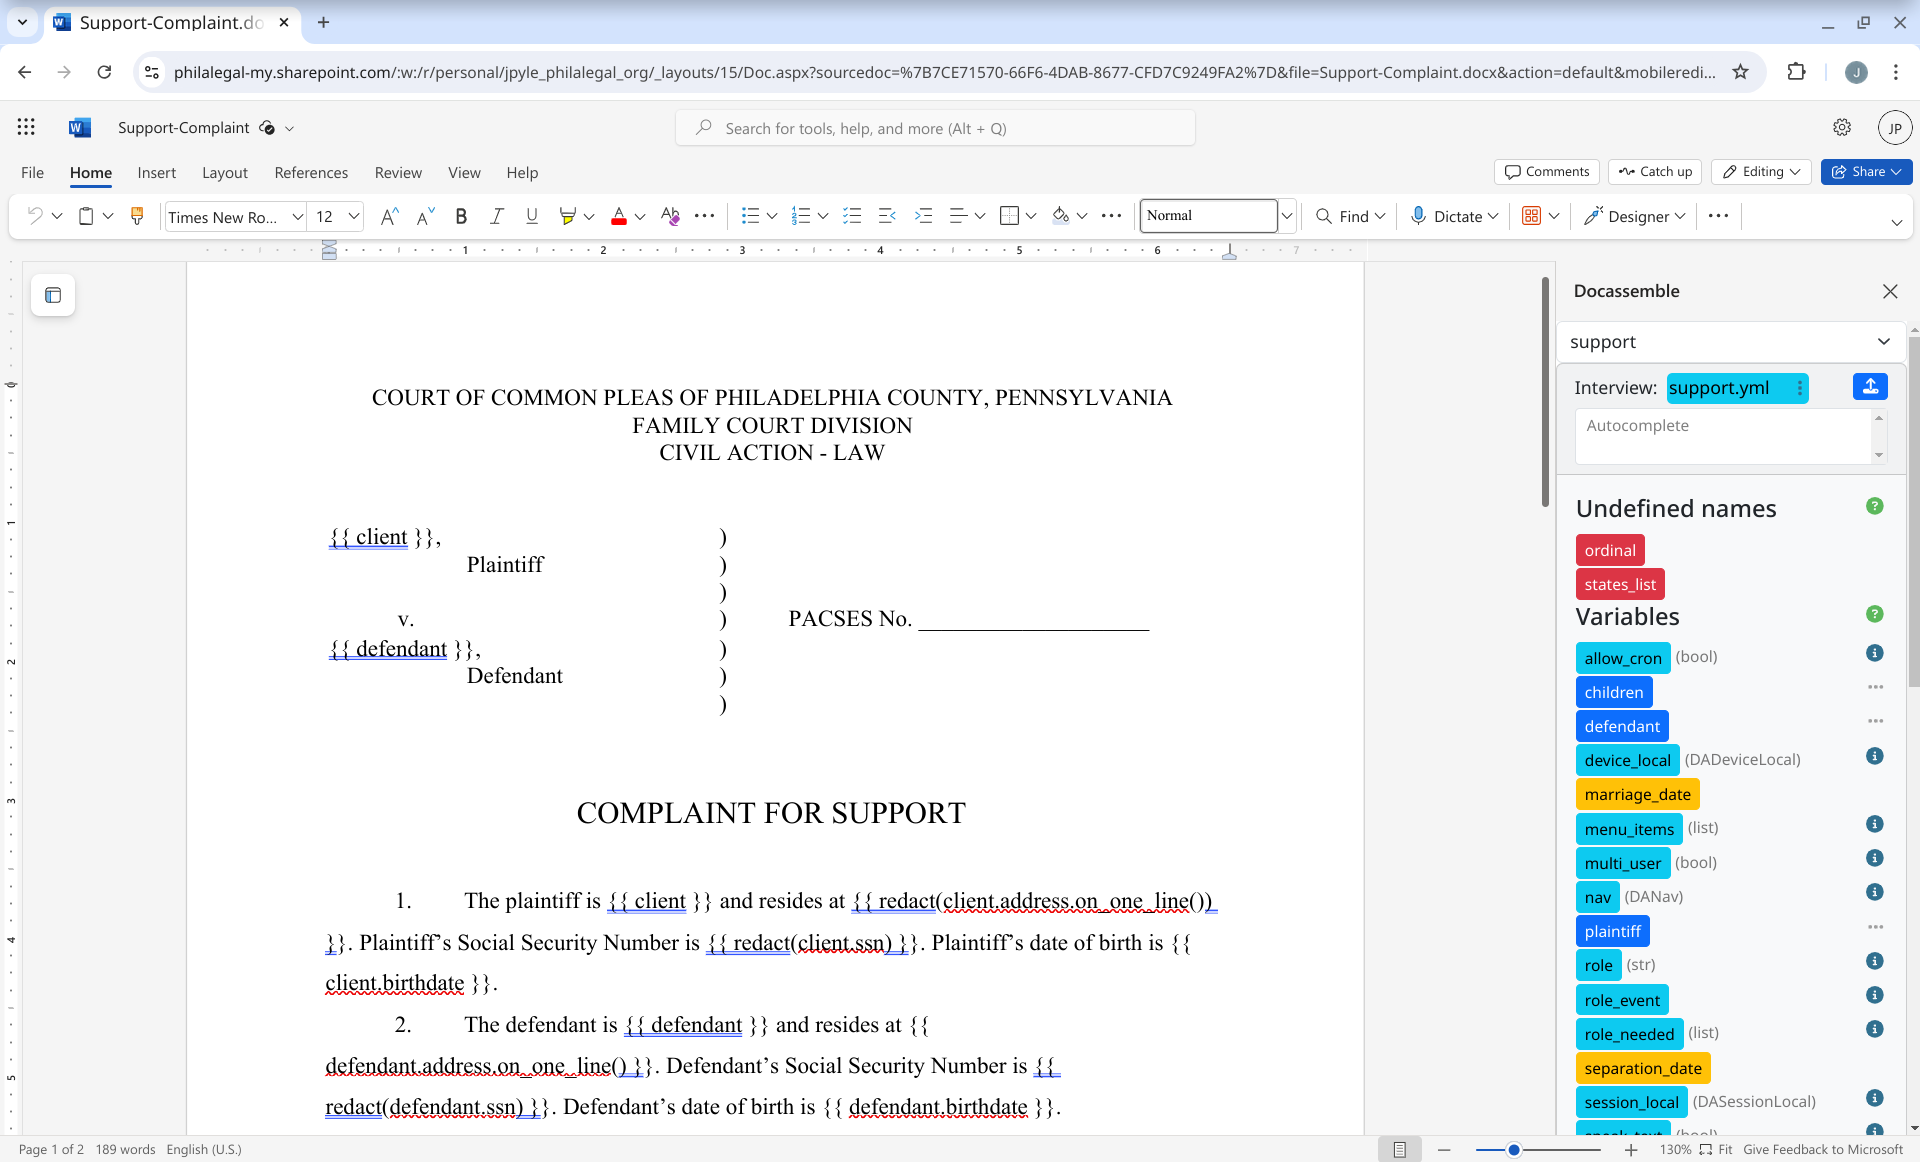 Support-Complaint.do
philalegal-my.sharepoint.com/:w:/r/personal/jpyle_philalegal_org/_layouts/15/Doc.aspx?sourcedoc=%7B7CE71570-66F6-4DAB-8677-CFD7C9249FA2%7D&file=Support-Complaint.docx&action=default&mobileredi...
J
Support-Complaint
Search for tools, help, and more (Alt + Q)
JP
File Home Insert Layout References Review View Help
Comments Catch up Editing Share
Times New Ro... 12 B I U A Normal Find Dictate Designer
1 2 3 4 5 6 7
Docassemble
support
Interview: support.yml
Autocomplete
Undefined names
ordinal
states_list
Variables
allow_cron (bool)
children
defendant
device_local (DADeviceLocal)
marriage_date
menu_items (list)
multi_user (bool)
nav (DANav)
plaintiff
role (str)
role_event
role_needed (list)
separation_date
session_local (DASessionLocal)
speak_text (bool)
COURT OF COMMON PLEAS OF PHILADELPHIA COUNTY, PENNSYLVANIA
FAMILY COURT DIVISION
CIVIL ACTION - LAW
{{ client }}, )
Plaintiff )
)
v. ) PACSES No. _____________________
{{ defendant }}, )
Defendant )
)
COMPLAINT FOR SUPPORT
1. The plaintiff is {{ client }} and resides at {{ redact(client.address.on_one_line())
}}. Plaintiff’s Social Security Number is {{ redact(client.ssn) }}. Plaintiff’s date of birth is {{
client.birthdate }}.
2. The defendant is {{ defendant }} and resides at {{
defendant.address.on_one_line() }}. Defendant’s Social Security Number is {{
redact(defendant.ssn) }}. Defendant’s date of birth is {{ defendant.birthdate }}.
Page 1 of 2 189 words English (U.S.)
130% Fit Give Feedback to Microsoft